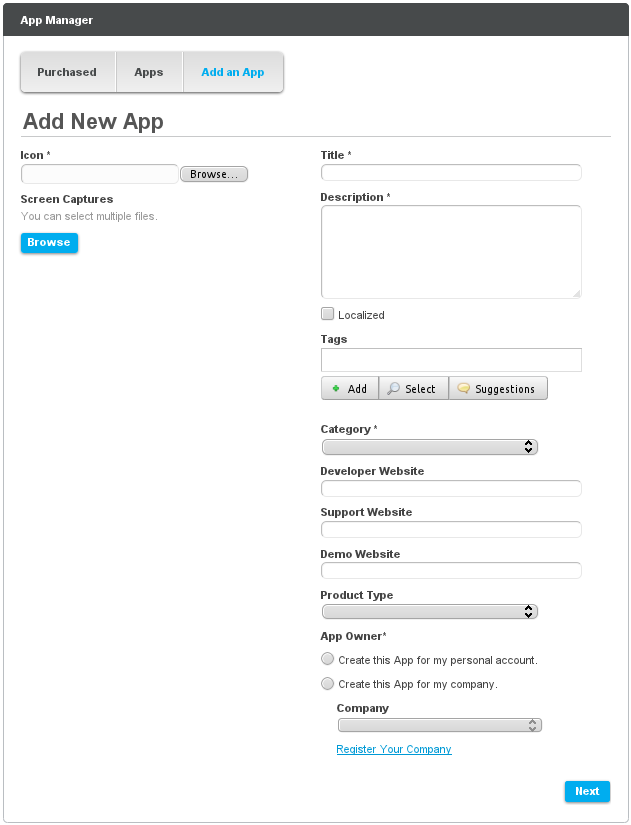 App Manager
Purchased
Apps
Add an App
Add New App
Icon *
Browse...
Screen Captures
You can select multiple files.
Browse
Title *
Description *
Localized
Tags
Add
Select
Suggestions
Category *
Developer Website
Support Website
Demo Website
Product Type
App Owner*
Create this App for my personal account.
Create this App for my company.
Company
Register Your Company
Next